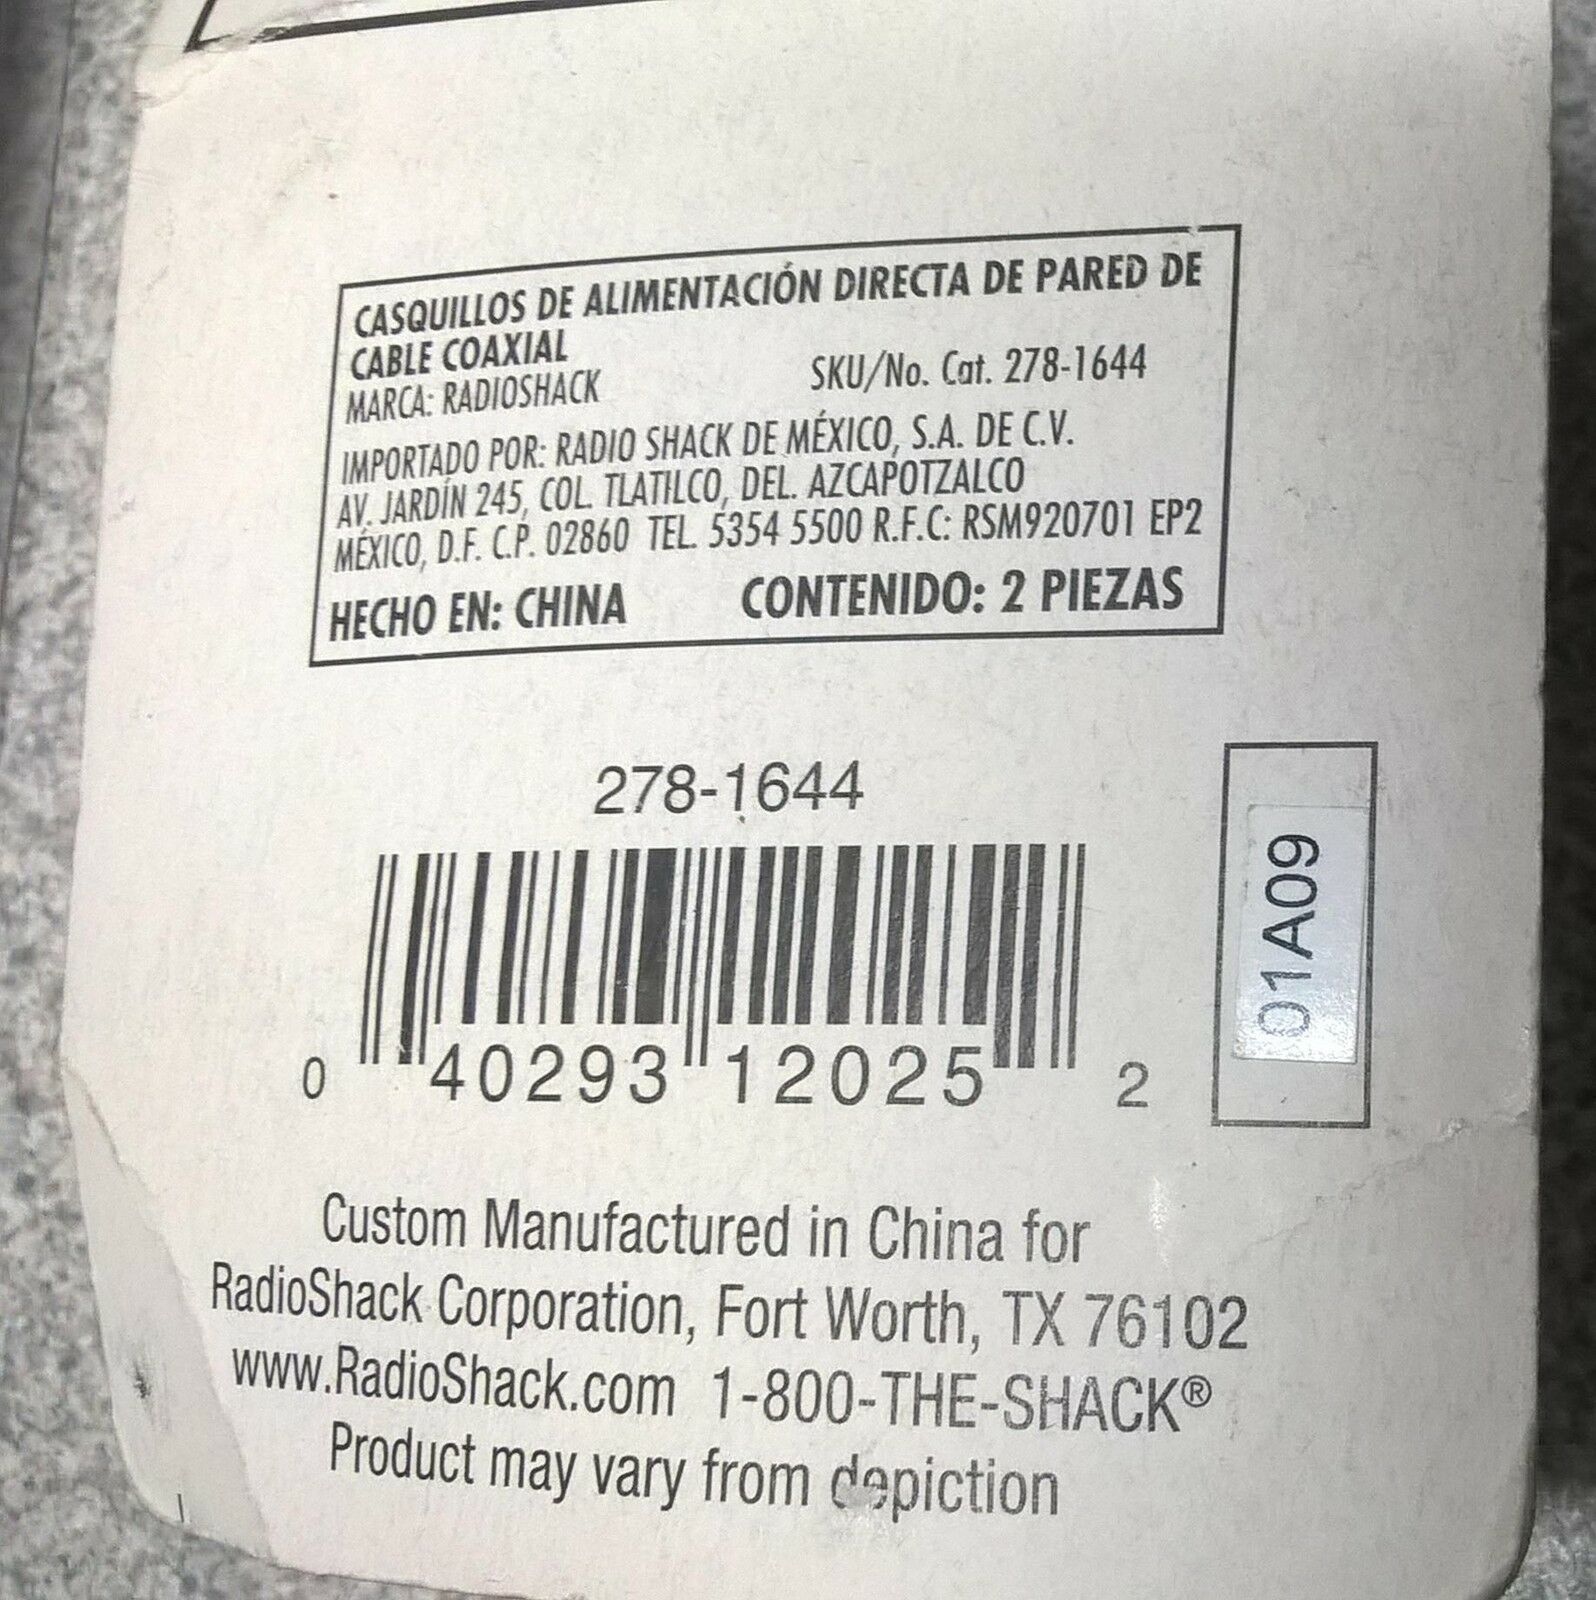 CASQUILLOS DE ALIMENTACIÓN DIRECTA DE PARED DE
CABLE COAXIAL
MARCA: RADIOSHACK SKU/No. Cat. 278-1644
IMPORTADO POR: RADIO SHACK DE MÉXICO, S.A. DE C.V.
AV. JARDÍN 245, COL. TLATILCO, DEL. AZCAPOTZALCO
MÉXICO, D.F. C.P. 02860 TEL. 5354 5500 R.F.C: RSM920701 EP2
HECHO EN: CHINA CONTENIDO: 2 PIEZAS
278-1644
0 40293 12025 2
01A09
Custom Manufactured in China for
RadioShack Corporation, Fort Worth, TX 76102
www.RadioShack.com 1-800-THE-SHACK®
Product may vary from depiction